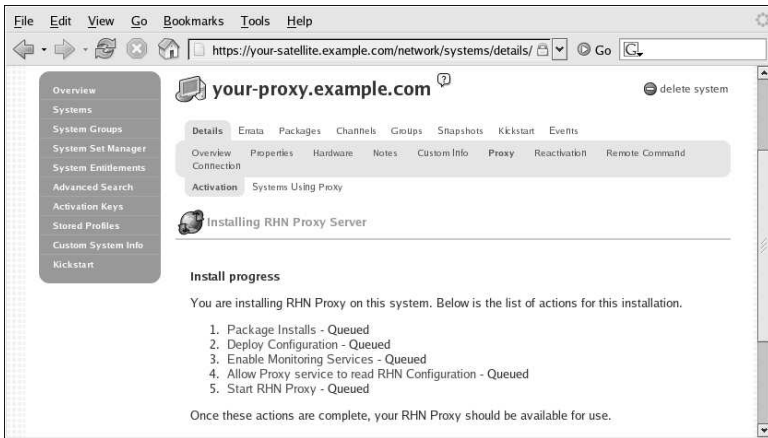 File Edit View Go Bookmarks Tools Help
https://your-satellite.example.com/network/systems/details/ Go G
Overview
Systems
System Groups
System Set Manager
System Entitlements
Advanced Search
Activation Keys
Stored Profiles
Custom System Info
Kickstart
your-proxy.example.com ? delete system
Details Errata Packages Channels Groups Snapshots Kickstart Events
Overview Properties Hardware Notes Custom Info Proxy Reactivation Remote Command
Connection
Activation Systems Using Proxy
Installing RHN Proxy Server
Install progress
You are installing RHN Proxy on this system. Below is the list of actions for this installation.
1. Package Installs - Queued
2. Deploy Configuration - Queued
3. Enable Monitoring Services - Queued
4. Allow Proxy service to read RHN Configuration - Queued
5. Start RHN Proxy - Queued
Once these actions are complete, your RHN Proxy should be available for use.